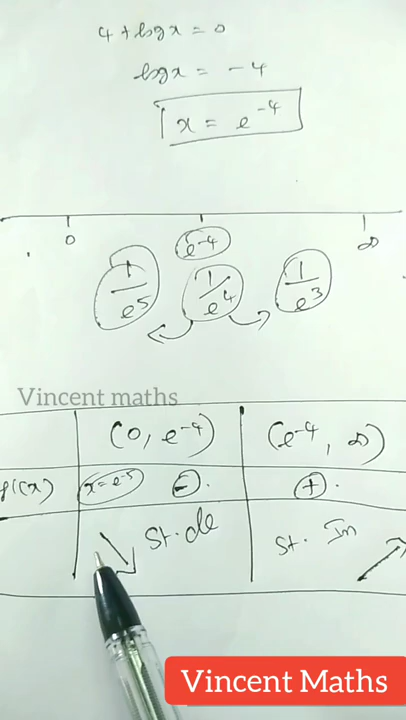 4 + log x = 0
log x = -4
x = e^-4
0 e^-4 ∞
1/e^5 1/e^4 1/e^3
Vincent maths
(0, e^-4) (e^-4, ∞)
f'(x) x = e^-5 - . + .
St. de St. In
Vincent Maths